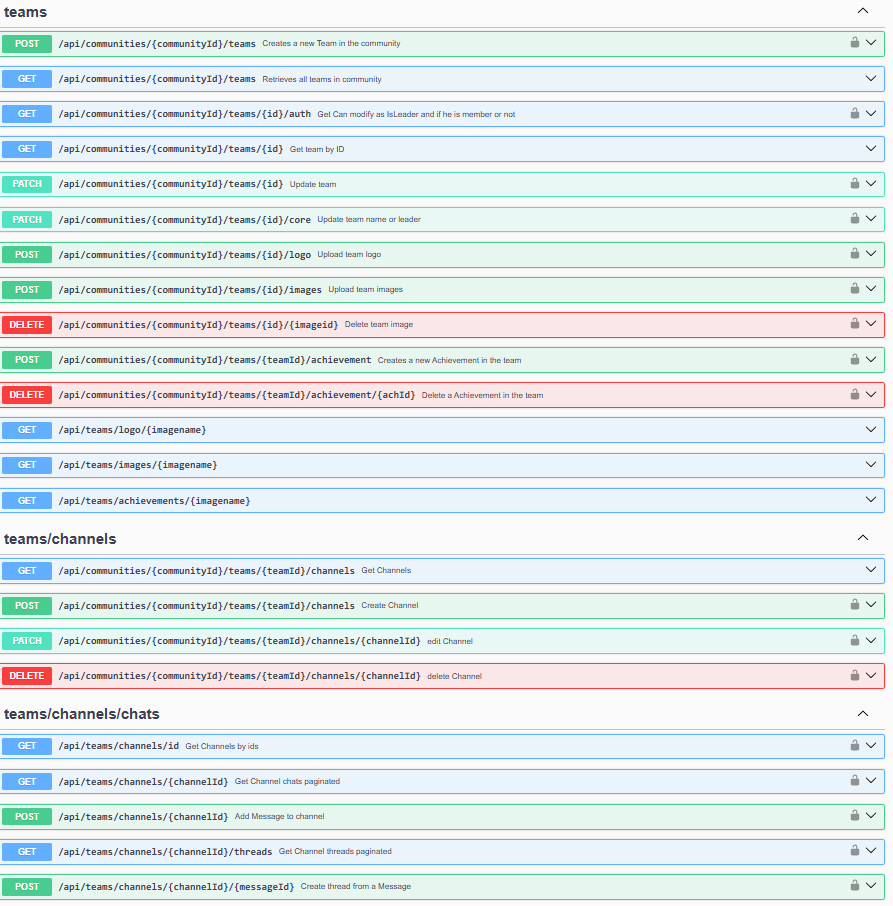 teams
POST /api/communities/{communityId}/teams Creates a new Team in the community
GET /api/communities/{communityId}/teams Retrieves all teams in community
GET /api/communities/{communityId}/teams/{id}/auth Get Can modify as IsLeader and if he is member or not
GET /api/communities/{communityId}/teams/{id} Get team by ID
PATCH /api/communities/{communityId}/teams/{id} Update team
PATCH /api/communities/{communityId}/teams/{id}/core Update team name or leader
POST /api/communities/{communityId}/teams/{id}/logo Upload team logo
POST /api/communities/{communityId}/teams/{id}/images Upload team images
DELETE /api/communities/{communityId}/teams/{id}/{imageid} Delete team image
POST /api/communities/{communityId}/teams/{teamId}/achievement Creates a new Achievement in the team
DELETE /api/communities/{communityId}/teams/{teamId}/achievement/{achId} Delete a Achievement in the team
GET /api/teams/logo/{imagename}
GET /api/teams/images/{imagename}
GET /api/teams/achievements/{imagename}
teams/channels
GET /api/communities/{communityId}/teams/{teamId}/channels Get Channels
POST /api/communities/{communityId}/teams/{teamId}/channels Create Channel
PATCH /api/communities/{communityId}/teams/{teamId}/channels/{channelId} edit Channel
DELETE /api/communities/{communityId}/teams/{teamId}/channels/{channelId} delete Channel
teams/channels/chats
GET /api/teams/channels/id Get Channels by ids
GET /api/teams/channels/{channelId} Get Channel chats paginated
POST /api/teams/channels/{channelId} Add Message to channel
GET /api/teams/channels/{channelId}/threads Get Channel threads paginated
POST /api/teams/channels/{channelId}/{messageId} Create thread from a Message